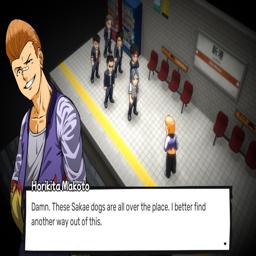 Horikita Makoto
Damn. These Sakae dogs are all over the place. I better find
another way out of this.